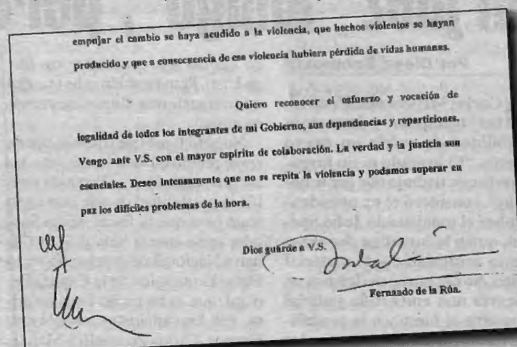 empujar el cambio se haya acudido a la violencia, que hechos violentos se hayan
producido y que a consecuencia de esa violencia hubiera pérdida de vidas humanas.
Quiero reconocer el esfuerzo y vocación de
legalidad de todos los integrantes de mi Gobierno, sus dependencias y reparticiones.
Vengo ante V.S. con el mayor espíritu de colaboración. La verdad y la justicia son
esenciales. Deseo intensamente que no se repita la violencia y podamos superar en
paz los difíciles problemas de la hora.
Dios guarde a V.S.
Fernando de la Rúa.